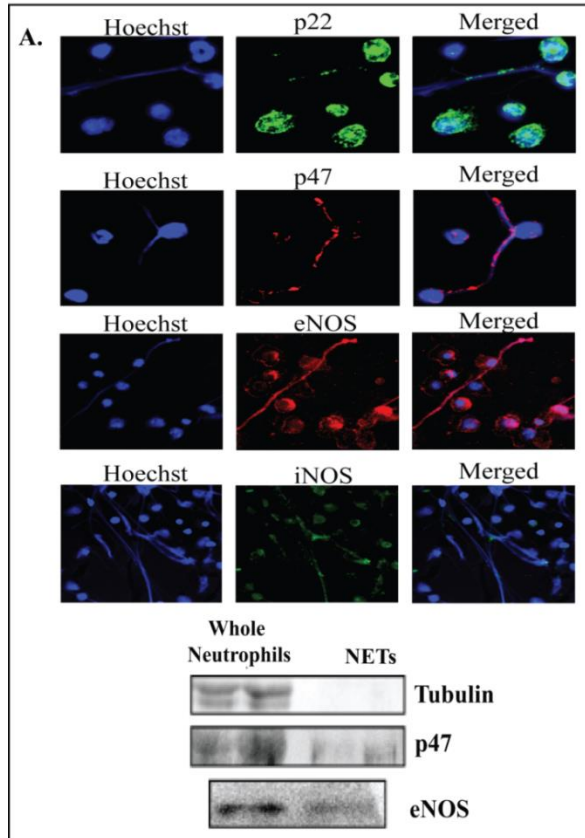 A.
Hoechst p22 Merged
Hoechst p47 Merged
Hoechst eNOS Merged
Hoechst iNOS Merged
Whole
Neutrophils NETs
Tubulin
p47
eNOS